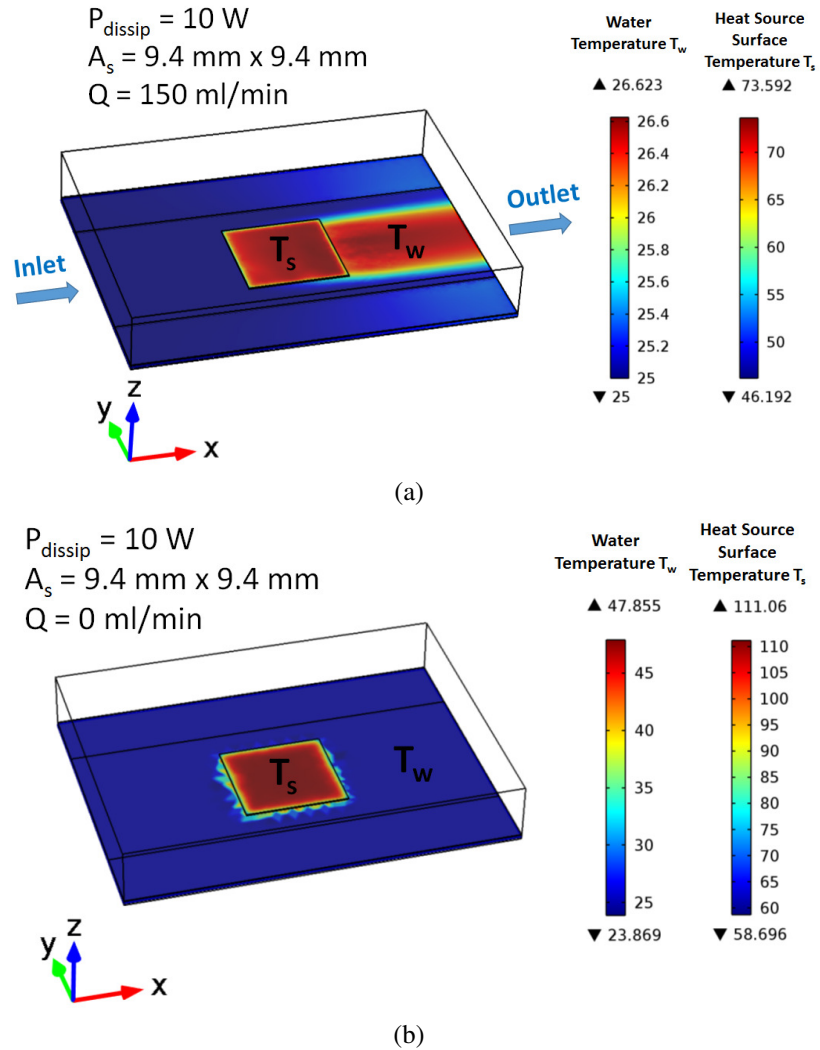 P_dissip = 10 W
A_s = 9.4 mm x 9.4 mm
Q = 150 ml/min
Water
Temperature T_w
Heat Source
Surface
Temperature T_s
▲ 26.623
26.6
26.4
26.2
26
25.8
25.6
25.4
25.2
25
▼ 25
▲ 73.592
70
65
60
55
50
▼ 46.192
Inlet
Outlet
T_s
T_w
z
y
x
(a)
P_dissip = 10 W
A_s = 9.4 mm x 9.4 mm
Q = 0 ml/min
Water
Temperature T_w
Heat Source
Surface
Temperature T_s
▲ 47.855
45
40
35
30
25
▼ 23.869
▲ 111.06
110
105
100
95
90
85
80
75
70
65
60
▼ 58.696
T_s
T_w
z
y
x
(b)